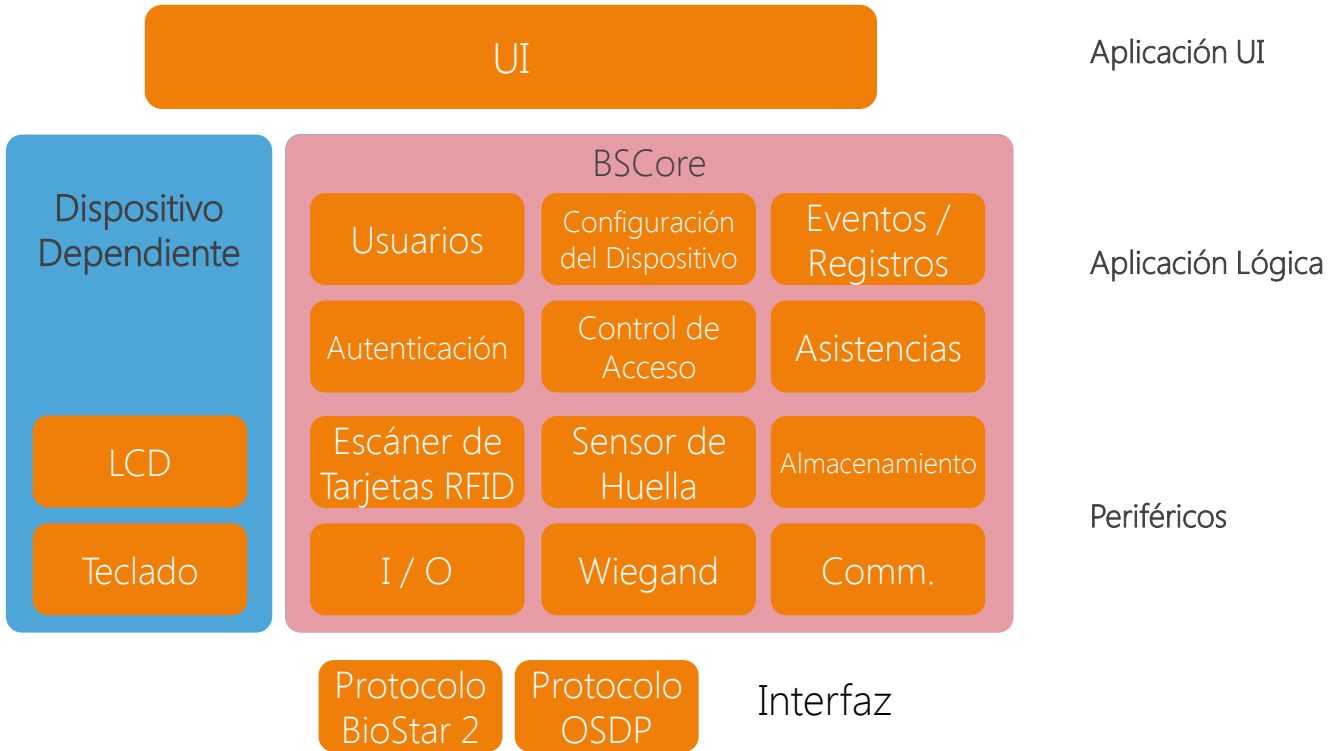 UI
Aplicación UI
Dispositivo
Dependiente
LCD
Teclado
BSCore
Usuarios
Configuración
del Dispositivo
Eventos /
Registros
Autenticación
Control de
Acceso
Asistencias
Escáner de
Tarjetas RFID
Sensor de
Huella
Almacenamiento
I / O
Wiegand
Comm.
Aplicación Lógica
Periféricos
Protocolo
BioStar 2
Protocolo
OSDP
Interfaz